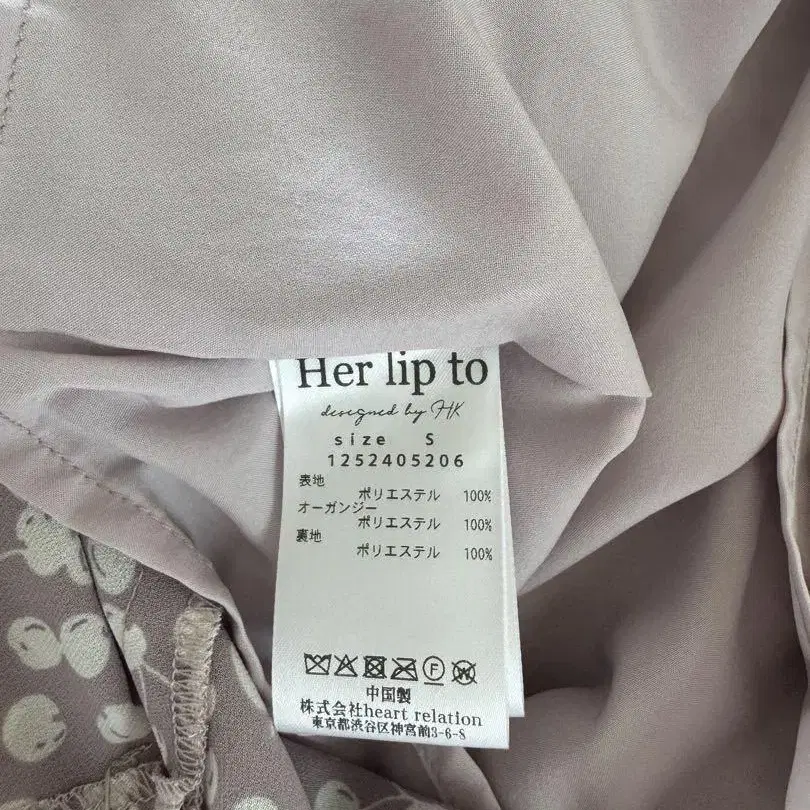 Her lip to
designed by HK
size S
1252405206
表地
ポリエステル 100%
オーガンジー
ポリエステル 100%
裏地
ポリエステル 100%
F W
中国製
株式会社heart relation
東京都渋谷区神宮前3-6-8